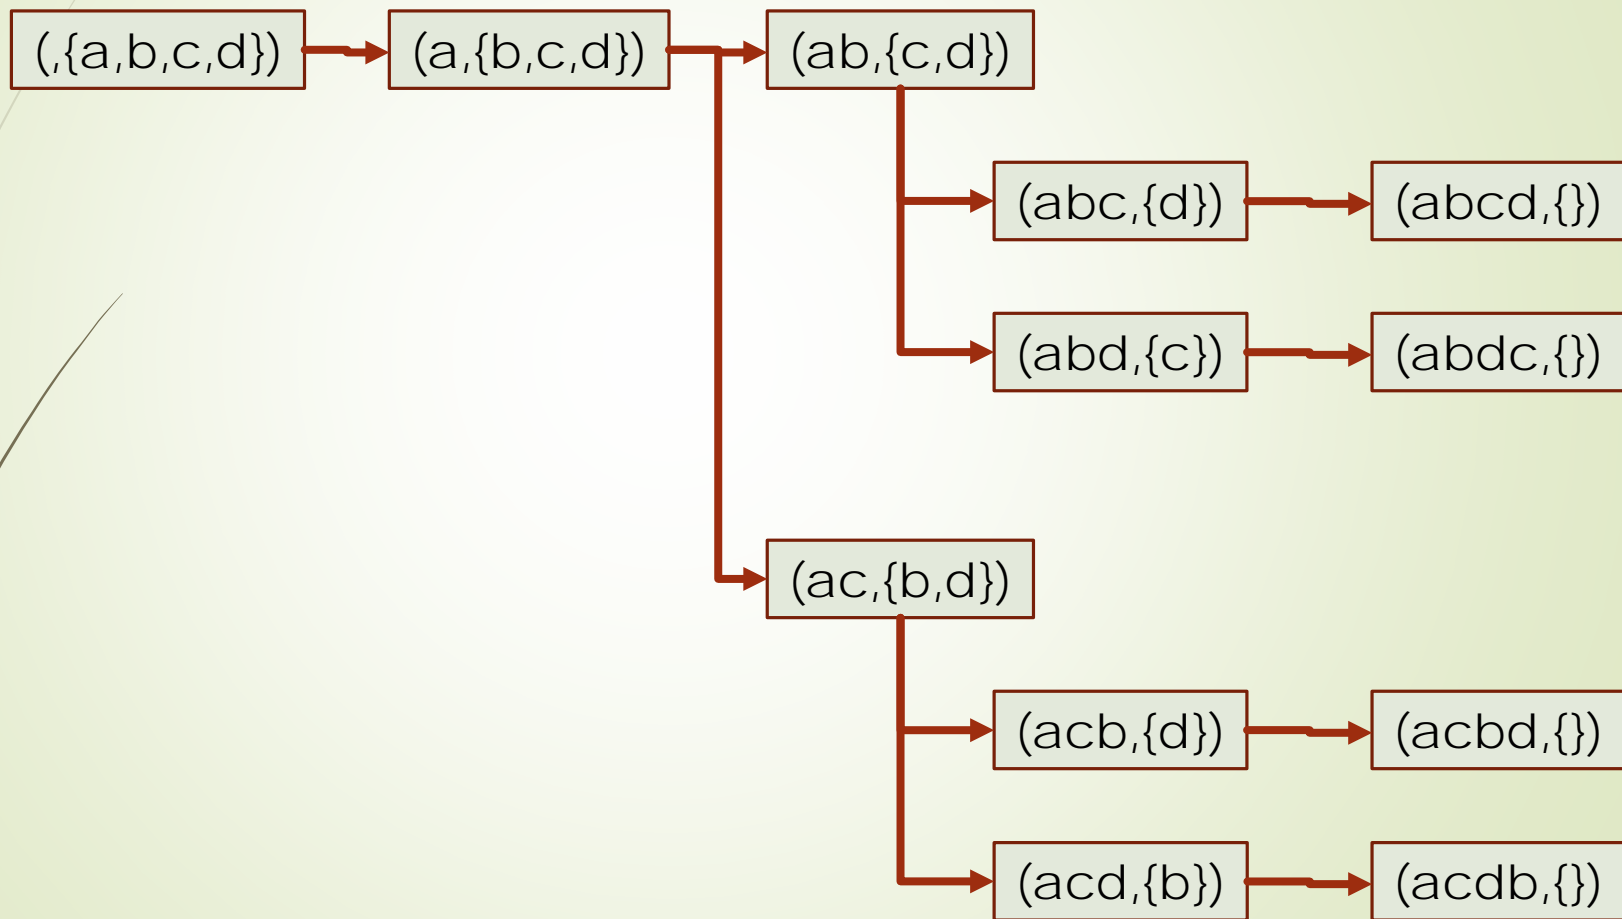 (,{a,b,c,d})
(a,{b,c,d})
(ab,{c,d})
(abc,{d})
(abcd,{})
(abd,{c})
(abdc,{})
(ac,{b,d})
(acb,{d})
(acbd,{})
(acd,{b})
(acdb,{})